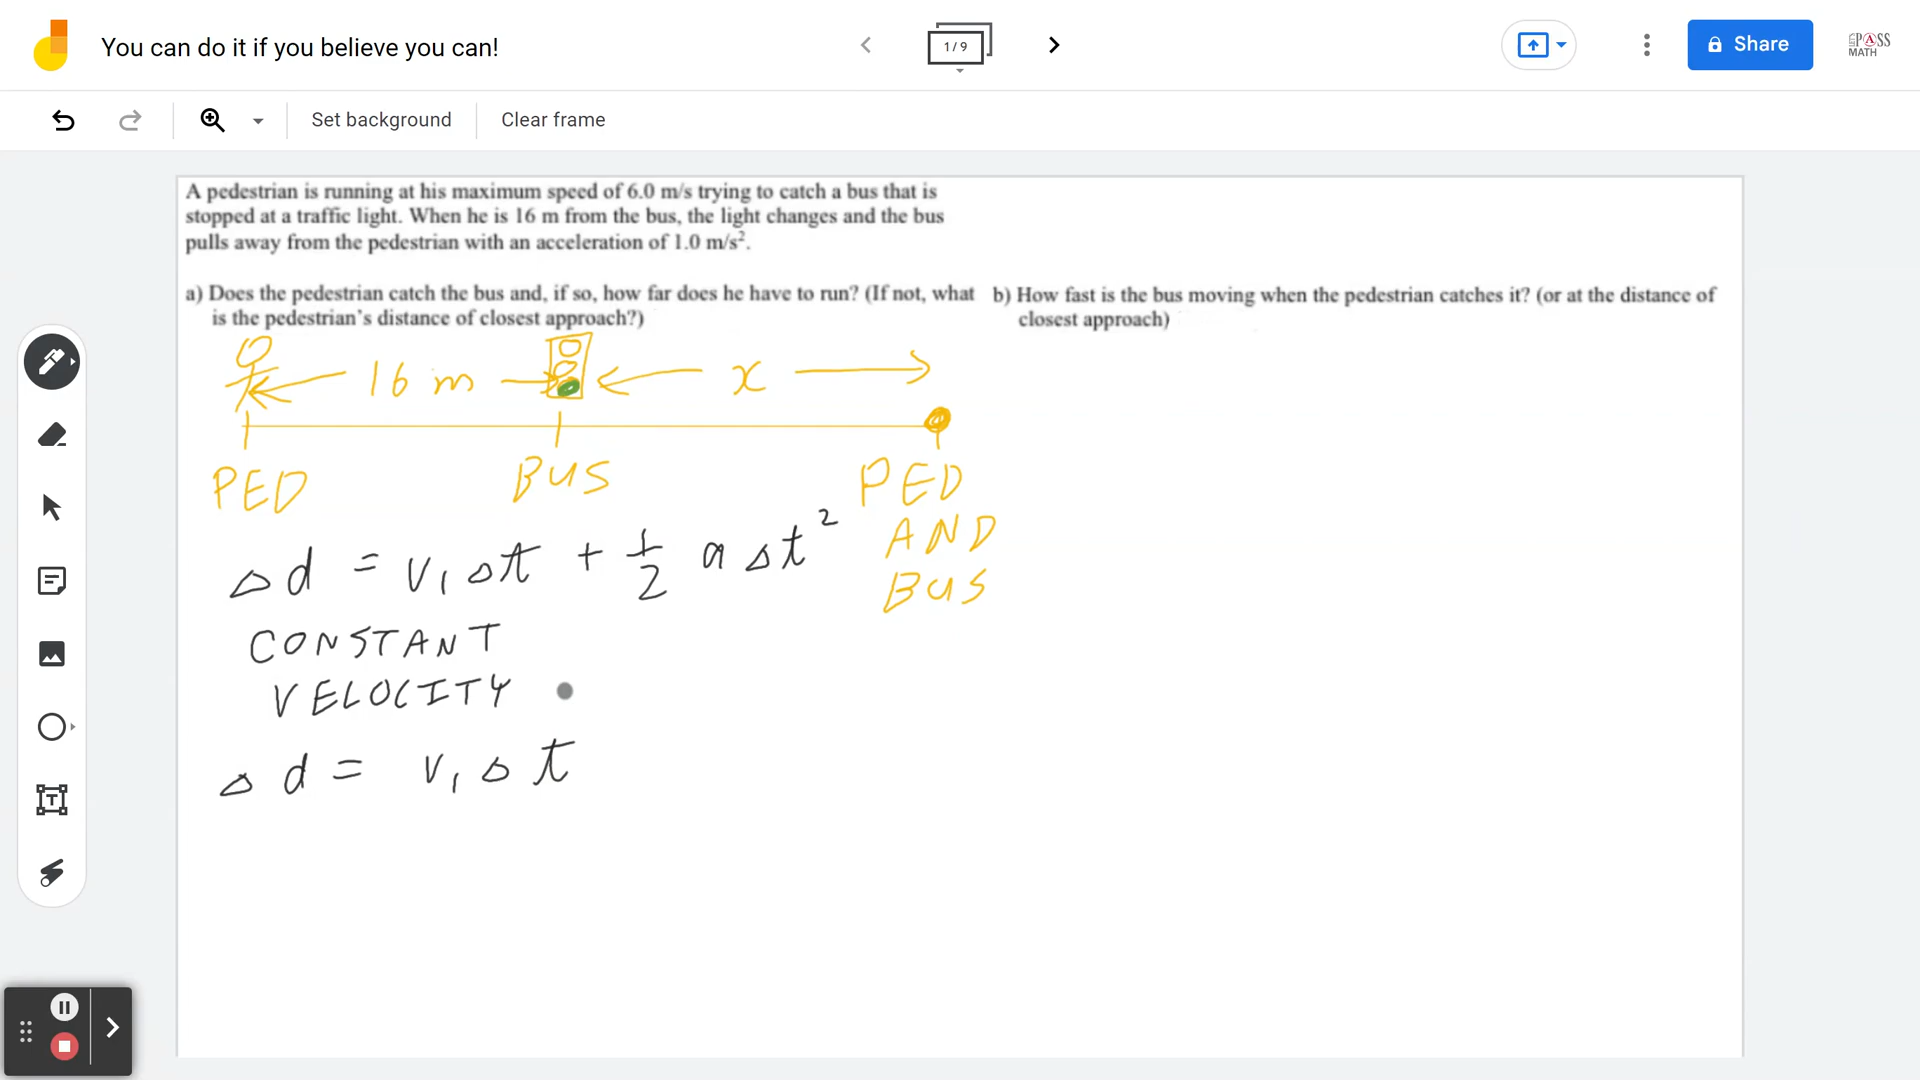 You can do it if you believe you can!
1/9
Share
PASS
MATH
Set background
Clear frame
A pedestrian is running at his maximum speed of 6.0 m/s trying to catch a bus that is
stopped at a traffic light. When he is 16 m from the bus, the light changes and the bus
pulls away from the pedestrian with an acceleration of 1.0 m/s².
a) Does the pedestrian catch the bus and, if so, how far does he have to run? (If not, what
is the pedestrian's distance of closest approach?)
b) How fast is the bus moving when the pedestrian catches it? (or at the distance of
closest approach)
16 m
x
PED
BUS
PED
AND
BUS
Δd = v₁Δt + ½ aΔt²
CONSTANT
VELOCITY
Δd = v₁Δt